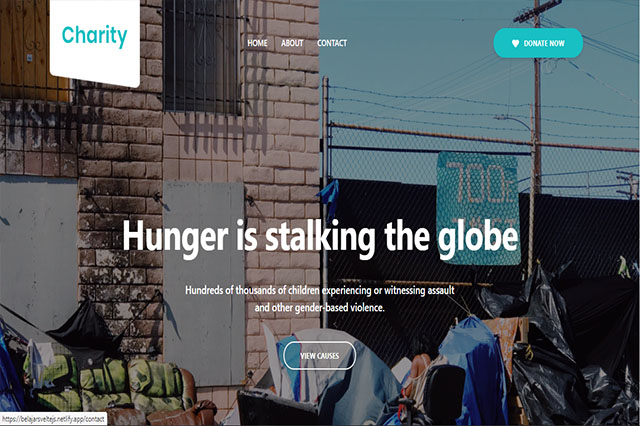 Charity
HOME ABOUT CONTACT
DONATE NOW
700
Hunger is stalking the globe
Hundreds of thousands of children experiencing or witnessing assault
and other gender-based violence.
VIEW CAUSES
https://belajarsveltejs.netlify.app/contact